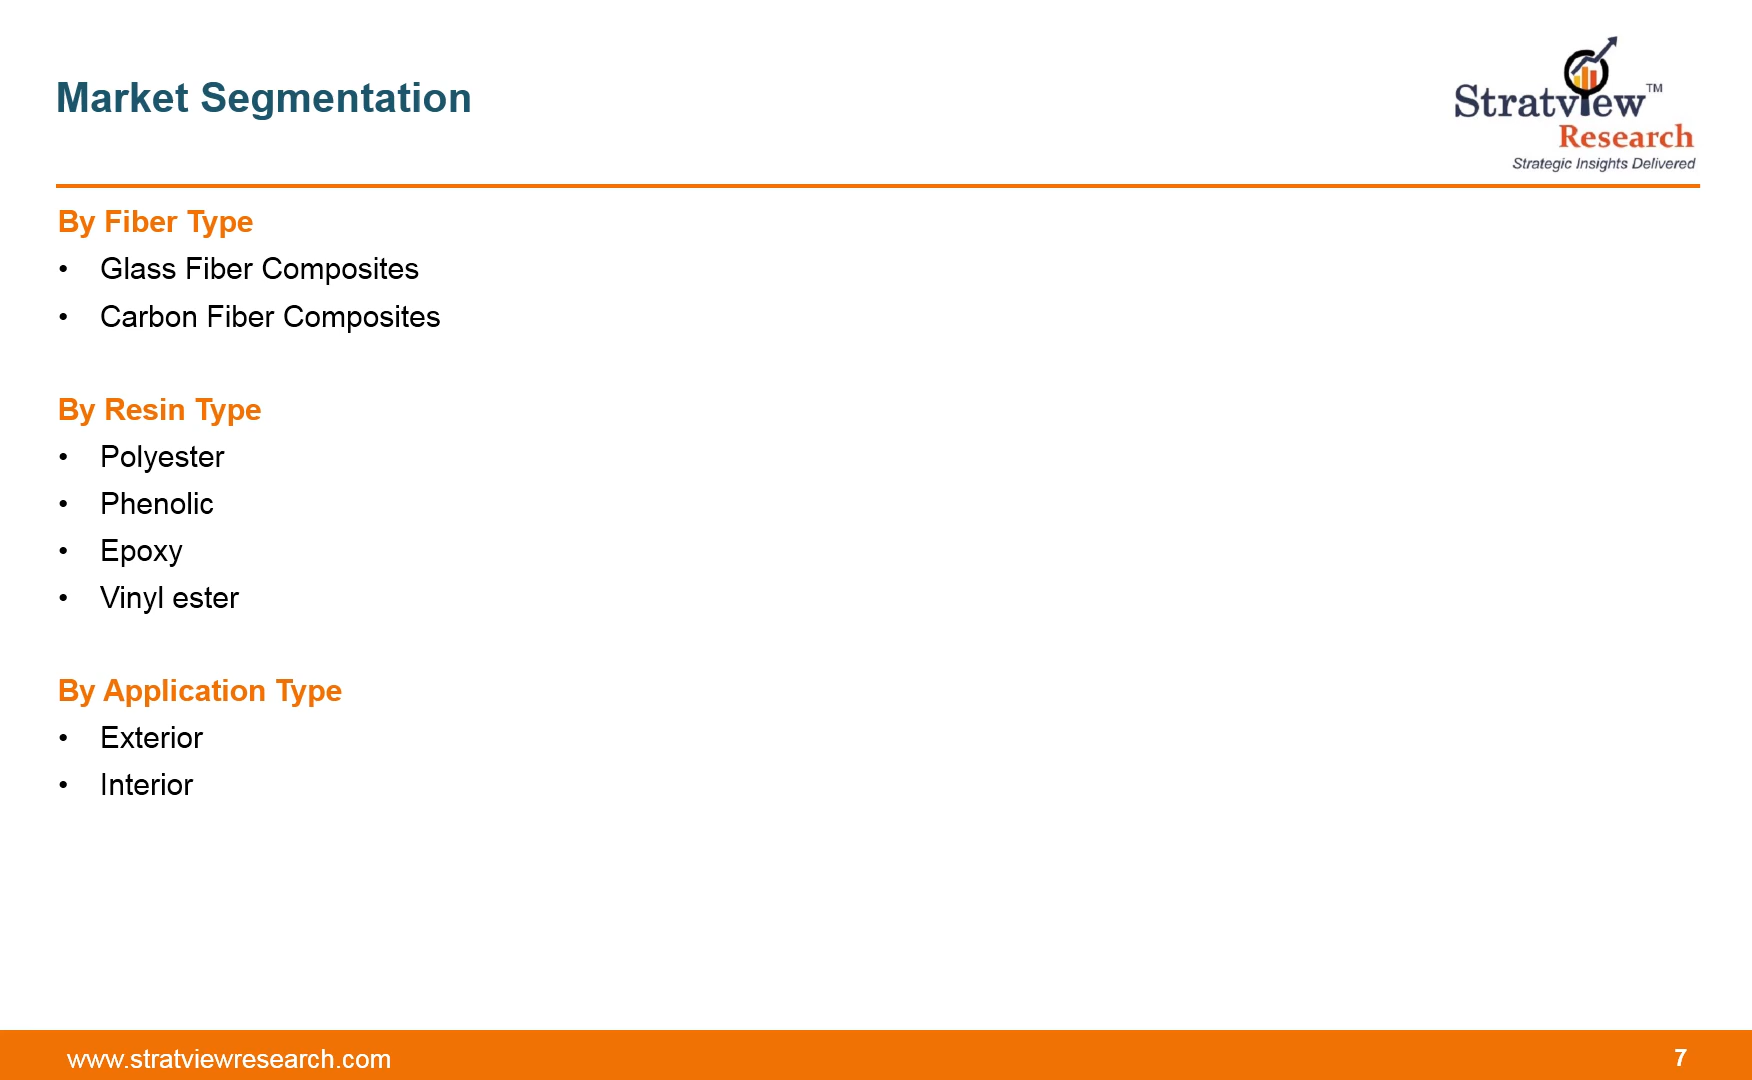 Market Segmentation
Stratview™
Research
Strategic Insights Delivered
By Fiber Type
• Glass Fiber Composites
• Carbon Fiber Composites
By Resin Type
• Polyester
• Phenolic
• Epoxy
• Vinyl ester
By Application Type
• Exterior
• Interior
www.stratviewresearch.com
7